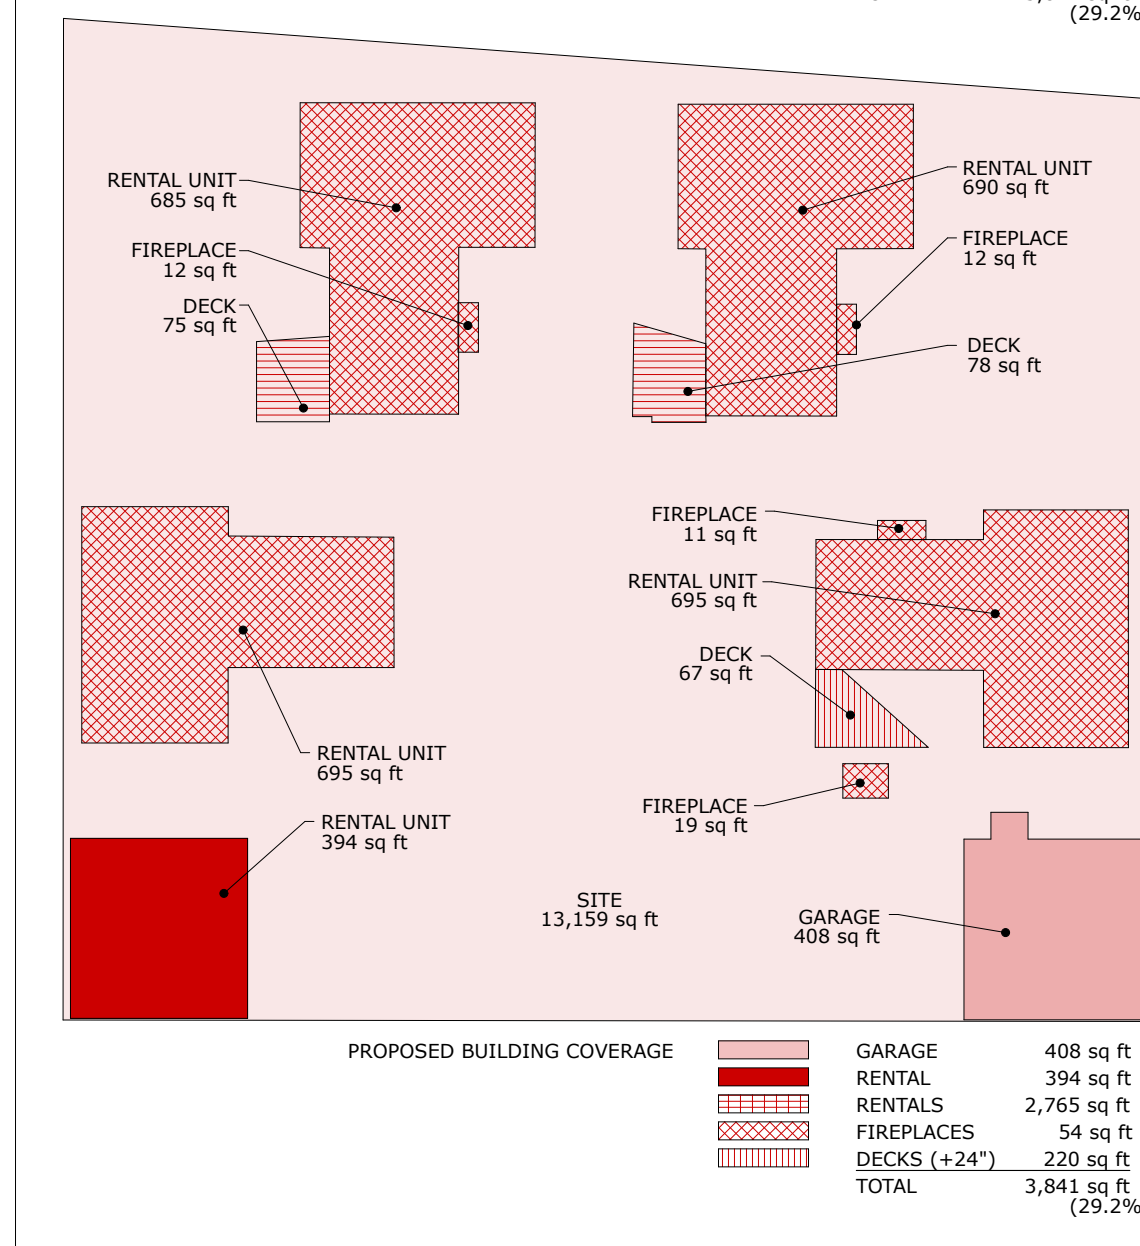 (29.2%
RENTAL UNIT
685 sq ft
FIREPLACE
12 sq ft
DECK
75 sq ft
RENTAL UNIT
690 sq ft
FIREPLACE
12 sq ft
DECK
78 sq ft
FIREPLACE
11 sq ft
RENTAL UNIT
695 sq ft
DECK
67 sq ft
RENTAL UNIT
695 sq ft
FIREPLACE
19 sq ft
RENTAL UNIT
394 sq ft
SITE
13,159 sq ft
GARAGE
408 sq ft
PROPOSED BUILDING COVERAGE
GARAGE 408 sq ft
RENTAL 394 sq ft
RENTALS 2,765 sq ft
FIREPLACES 54 sq ft
DECKS (+24") 220 sq ft
TOTAL 3,841 sq ft
(29.2%